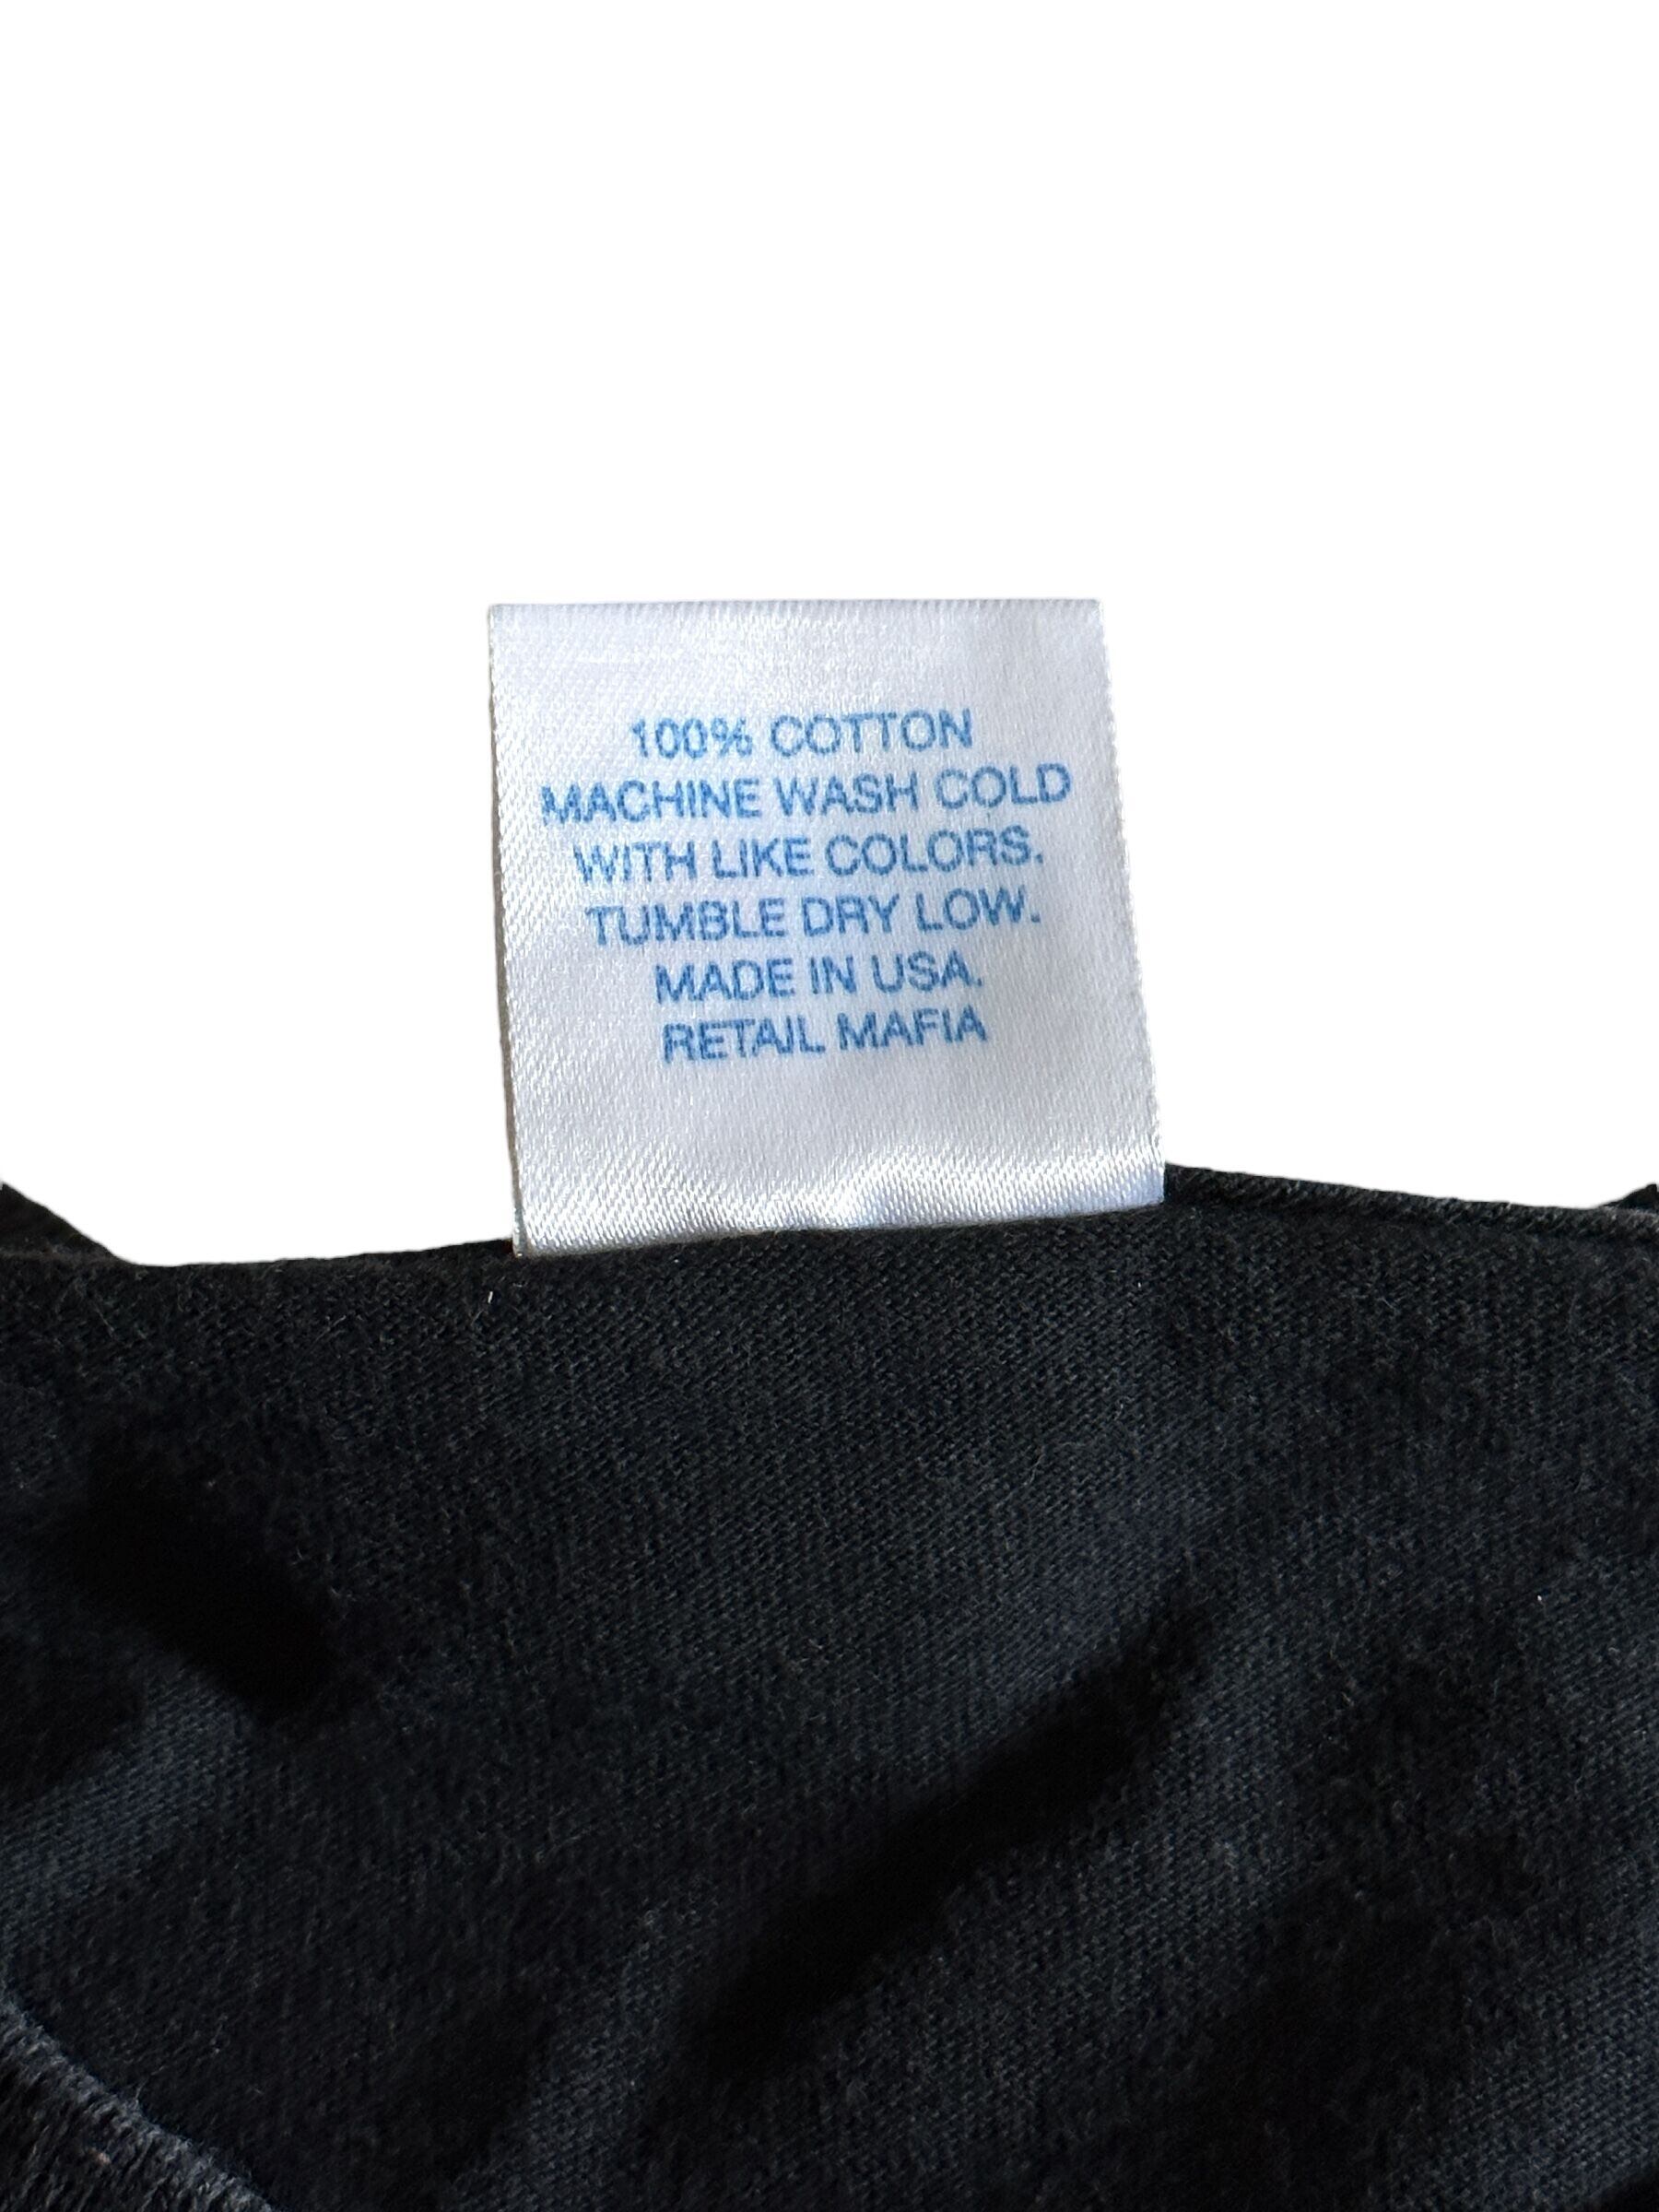 100% COTTON
MACHINE WASH COLD
WITH LIKE COLORS.
TUMBLE DRY LOW.
MADE IN USA.
RETAIL MAFIA